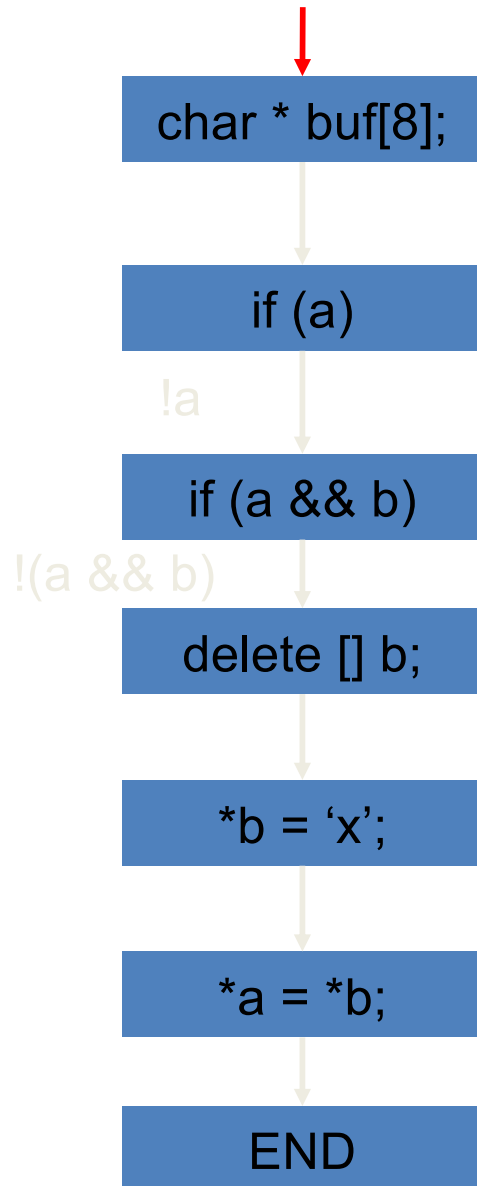 char * buf[8];
if (a)
!a
if (a && b)
!(a && b)
delete [] b;
*b = ‘x’;
*a = *b;
END